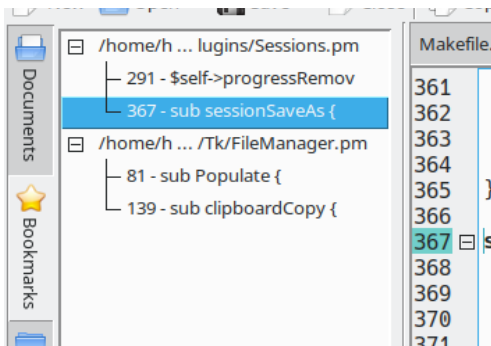 Documents
Bookmarks
/home/h ... lugins/Sessions.pm
291 - $self->progressRemov
367 - sub sessionSaveAs {
/home/h ... /Tk/FileManager.pm
81 - sub Populate {
139 - sub clipboardCopy {
Makefile.
361
362
363
364
365 }
366
367 s
368
369
370
371